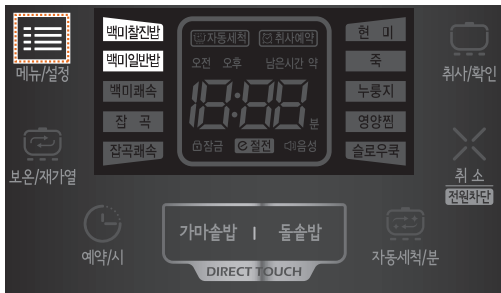 메뉴/설정
보온/재가열
예약/시
백미찰진반
백미일반반
백미쾌속
잡 곡
잡곡쾌속
자동세척 취사예약
오전 오후 남은시간 약
18:88 분
잠금 절전 음성
현 미
죽
누룽지
영양찜
슬로우쿡
취사/확인
취 소
전원차단
자동세척/분
가마솥밥 | 돌솥밥
DIRECT TOUCH